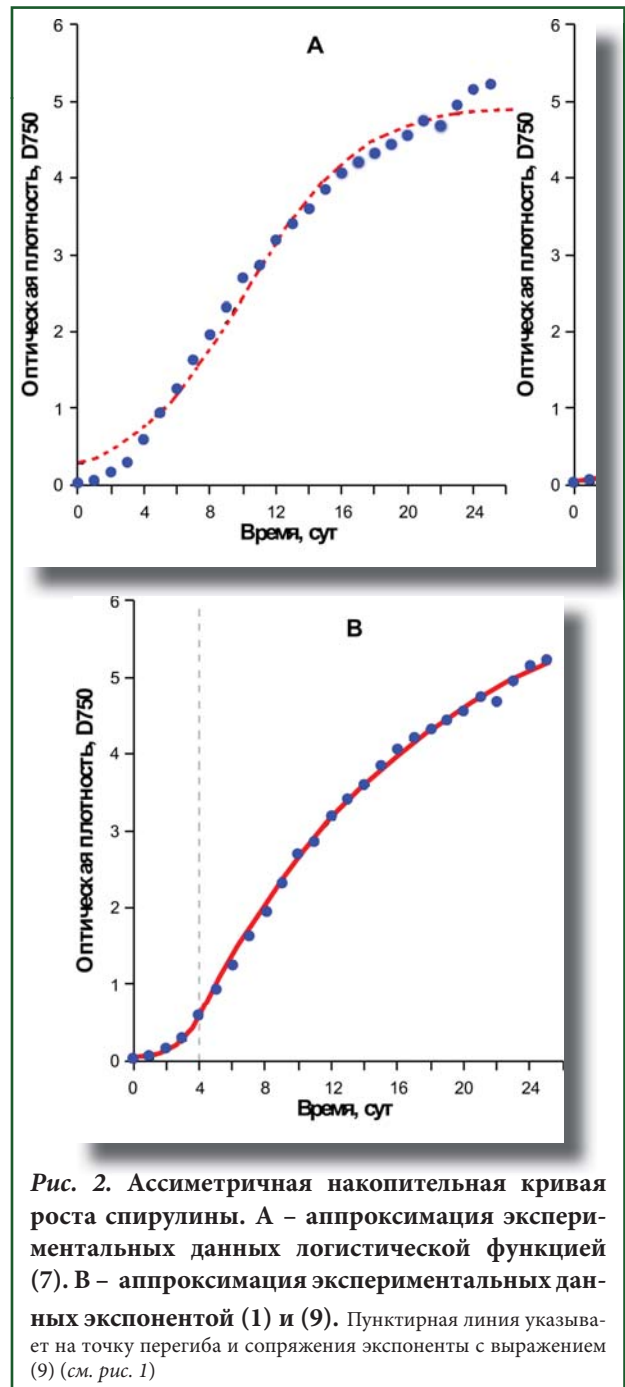 A
6
5
4
3
2
1
0
Оптическая плотность, D750
0 4 8 12 16 20 24
Время, сут
5
4
3
2
1
0
Оптическая плотность, D750
0
B
6
5
4
3
2
1
0
Оптическая плотность, D750
0 4 8 12 16 20 24
Время, сут
Рис. 2. Ассиметричная накопительная кривая
роста спирулины. А – аппроксимация экспери-
ментальных данных логистической функцией
(7). В – аппроксимация экспериментальных дан-
ных экспонентой (1) и (9). Пунктирная линия указыва-
ет на точку перегиба и сопряжения экспоненты с выражением
(9) (см. рис. 1)